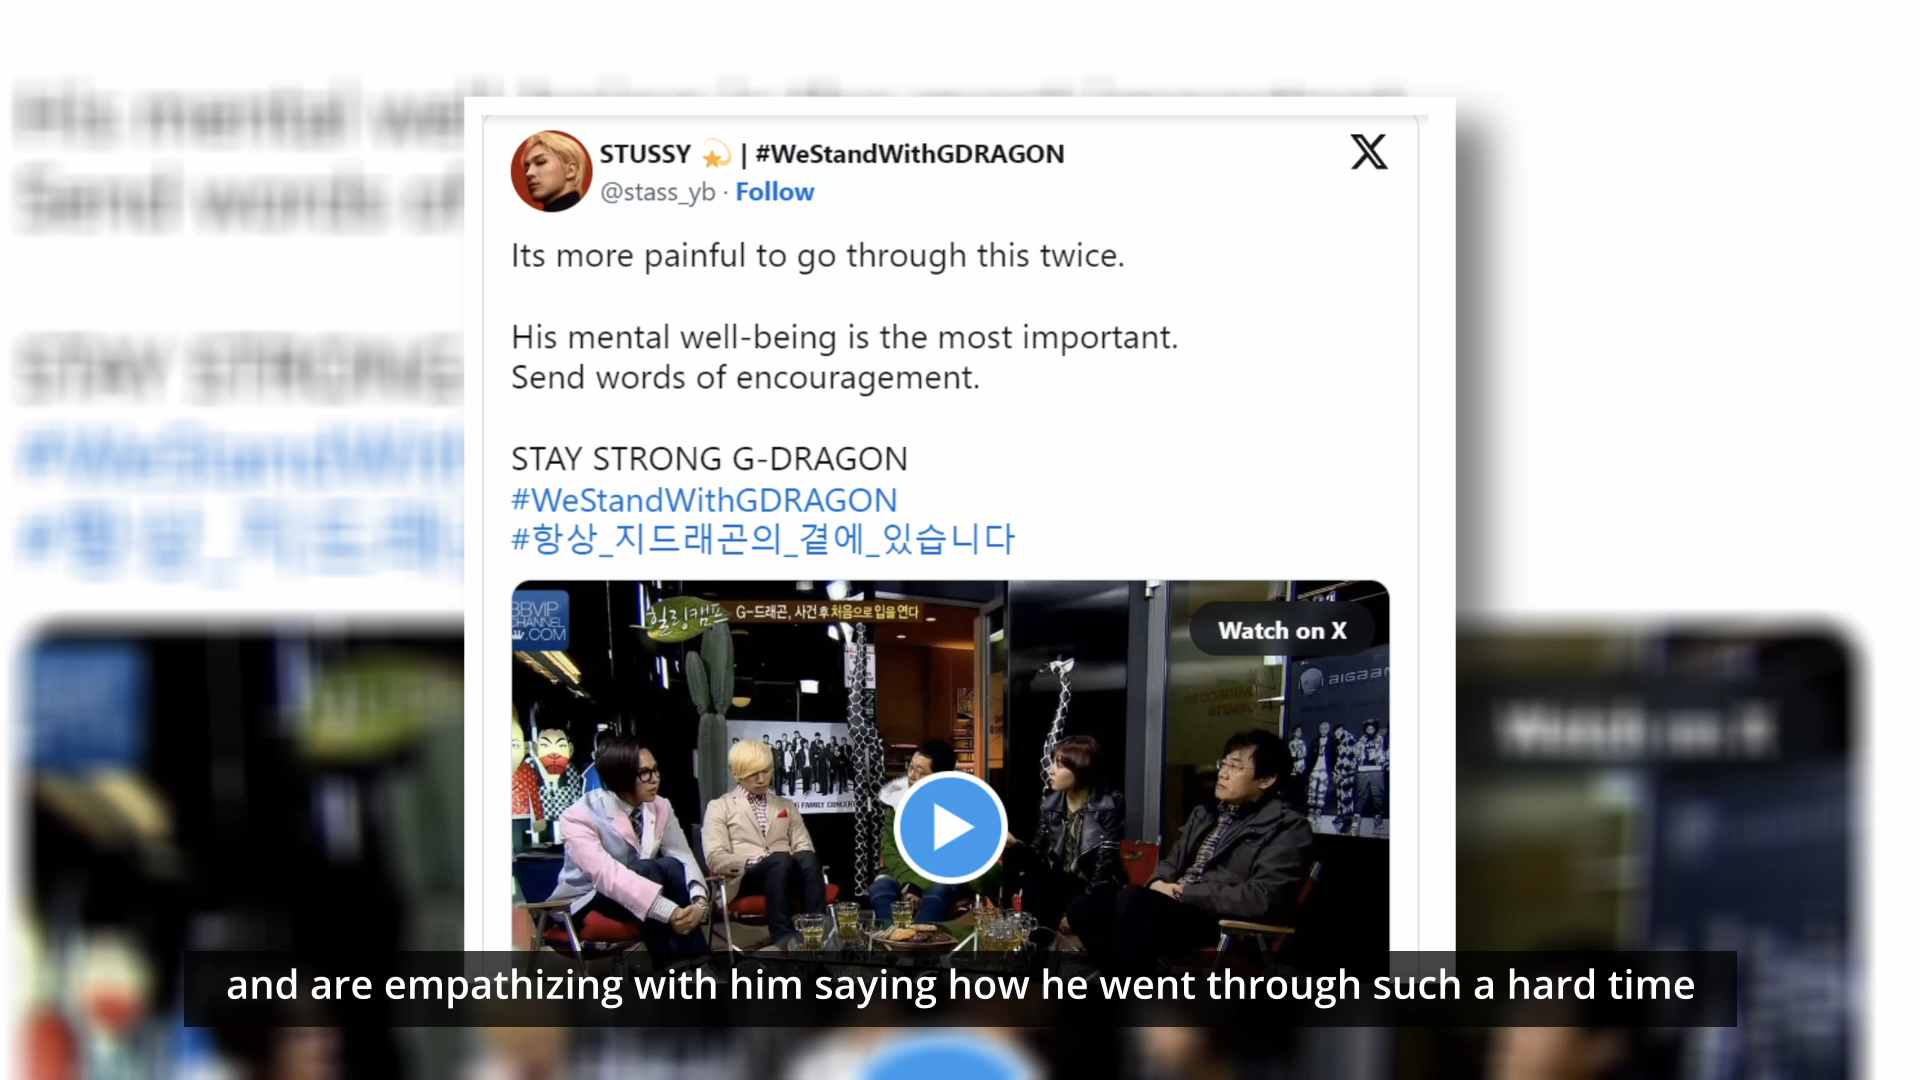 STUSSY 💫 | #WeStandWithGDRAGON
@stass_yb · Follow
Its more painful to go through this twice.
His mental well-being is the most important.
Send words of encouragement.
STAY STRONG G-DRAGON
#WeStandWithGDRAGON
#항상_지드래곤의_곁에_있습니다
BBVIP
CHANNEL
.COM
힐링캠프
G-드래곤, 사건 후 처음으로 입을 연다
Watch on X
BIGBAN
FAMILY CONCERT
and are empathizing with him saying how he went through such a hard time